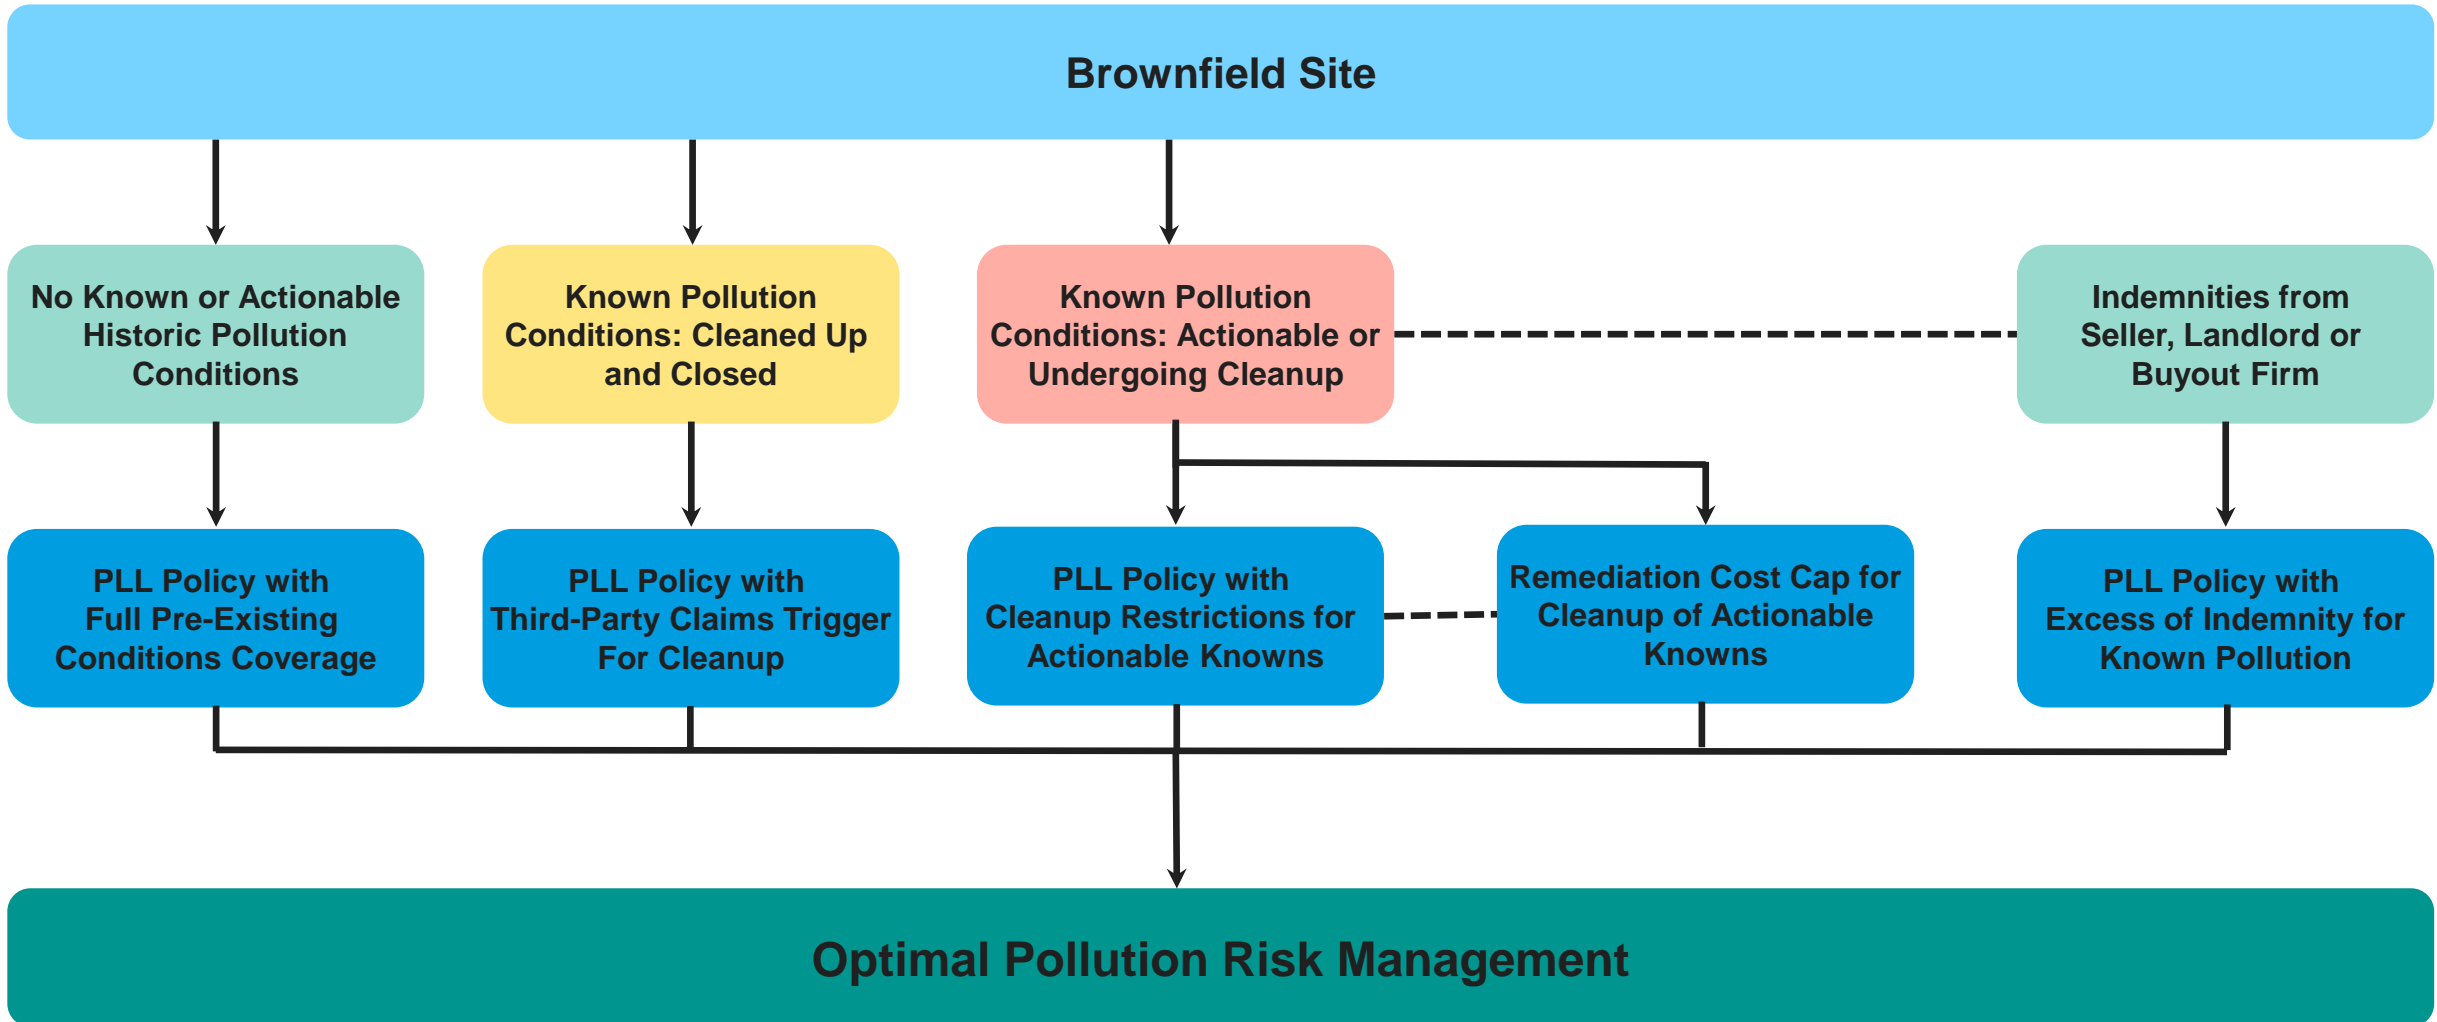 Brownfield Site
No Known or Actionable
Historic Pollution
Conditions
Known Pollution
Conditions: Cleaned Up
and Closed
Known Pollution
Conditions: Actionable or
Undergoing Cleanup
Indemnities from
Seller, Landlord or
Buyout Firm
PLL Policy with
Full Pre-Existing
Conditions Coverage
PLL Policy with
Third-Party Claims Trigger
For Cleanup
PLL Policy with
Cleanup Restrictions for
Actionable Knowns
Remediation Cost Cap for
Cleanup of Actionable
Knowns
PLL Policy with
Excess of Indemnity for
Known Pollution
Optimal Pollution Risk Management